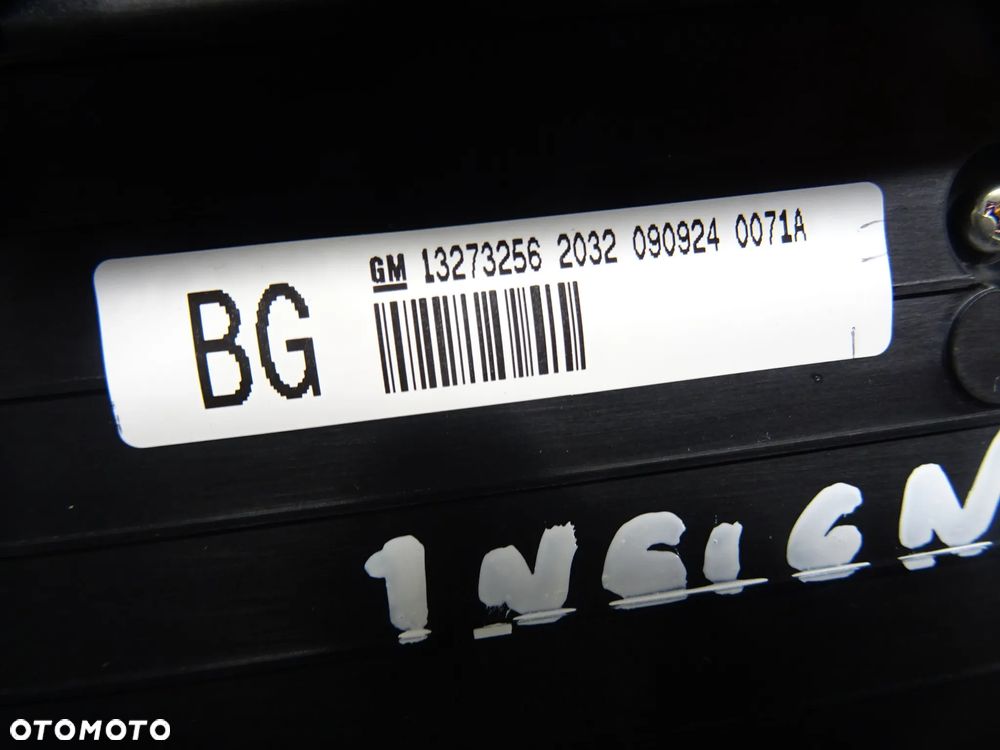 GM 13273256 2032 090924 0071A
BG
INSIGN
OTOMOTO